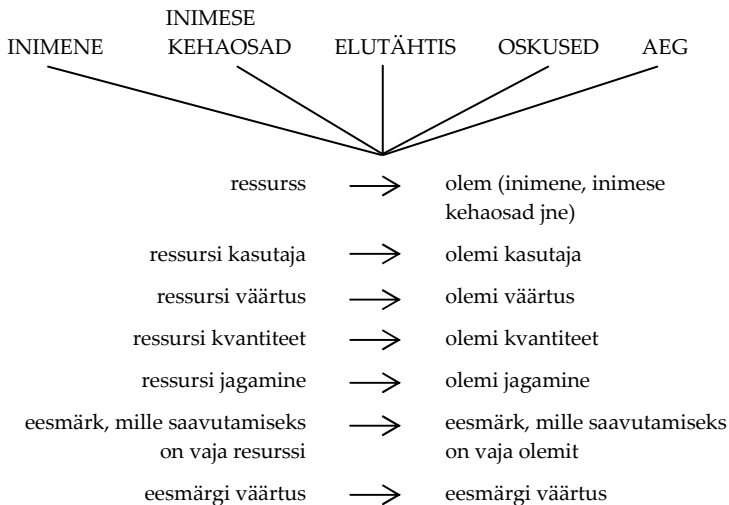 INIMESE
INIMENE KEHAOSAD ELUTÄHTIS OSKUSED AEG
ressurss olem (inimene, inimese
kehaosad jne)
ressursi kasutaja olemi kasutaja
ressursi väärtus olemi väärtus
ressursi kvantiteet olemi kvantiteet
ressursi jagamine olemi jagamine
eesmärk, mille saavutamiseks eesmärk, mille saavutamiseks
on vaja resurssi on vaja olemit
eesmärgi väärtus eesmärgi väärtus